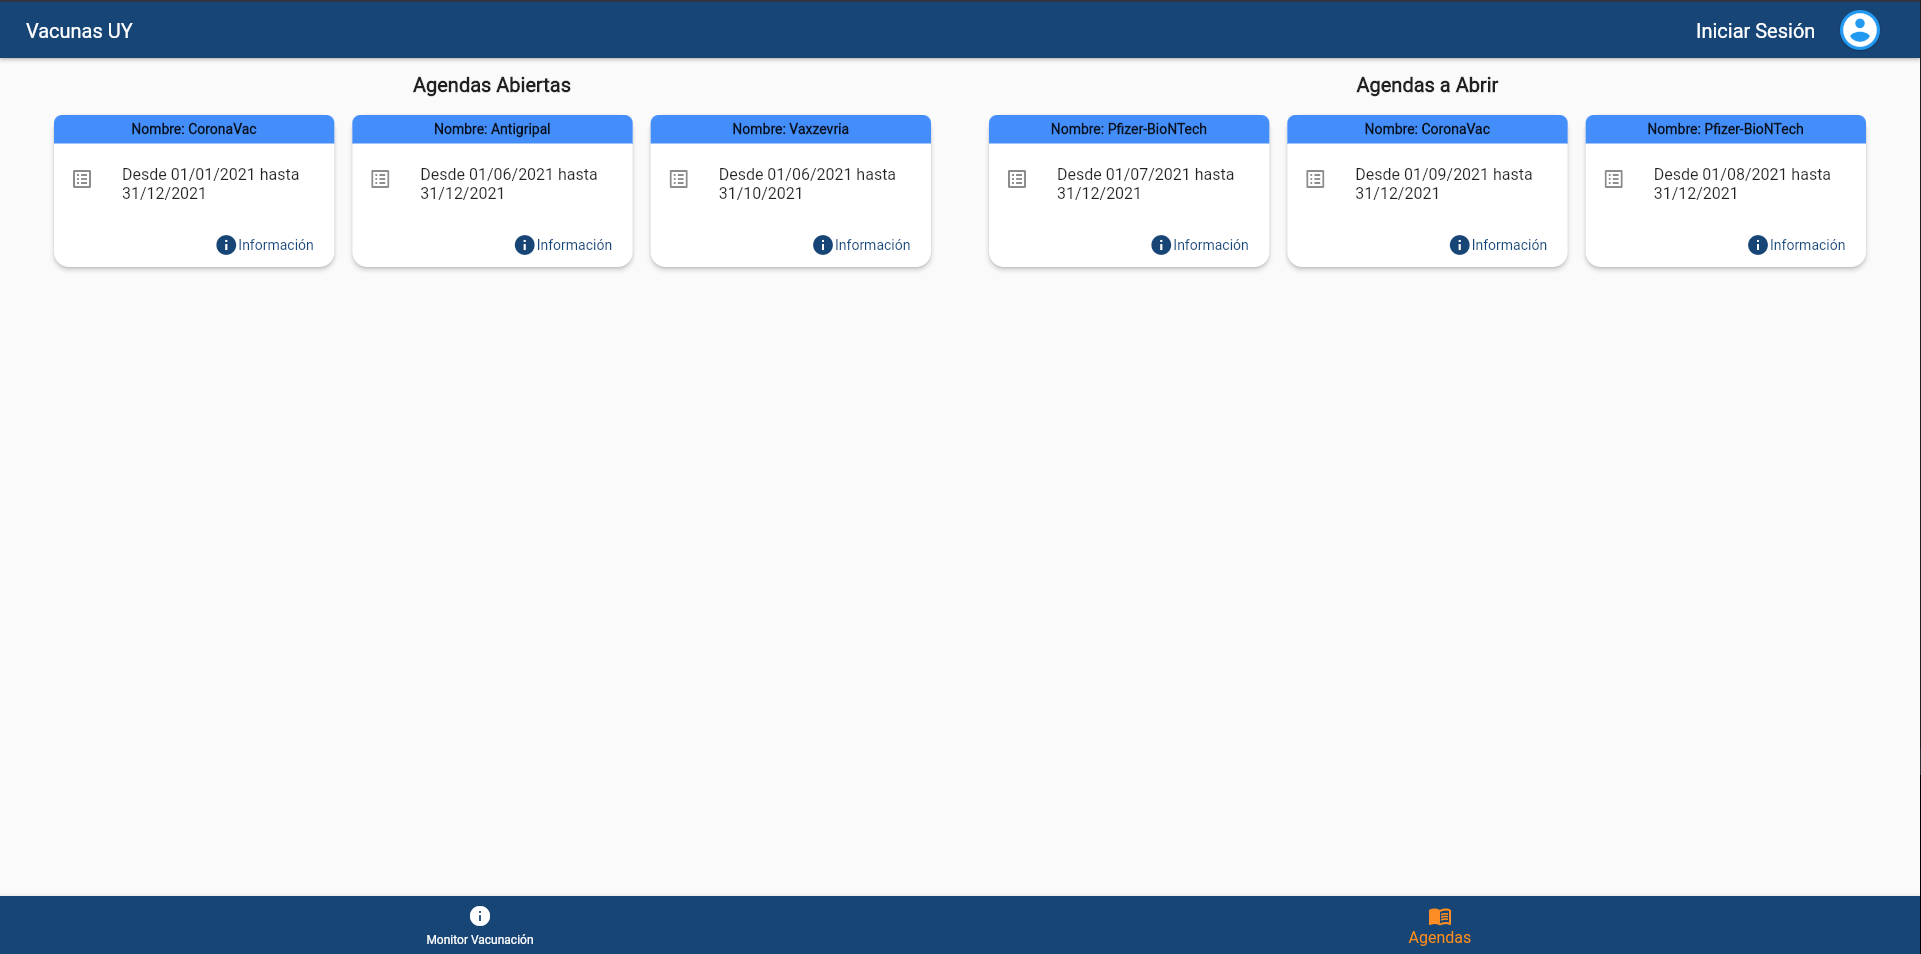 Vacunas UY
Iniciar Sesión
Agendas Abiertas
Nombre: CoronaVac
Desde 01/01/2021 hasta
31/12/2021
Información
Nombre: Antigripal
Desde 01/06/2021 hasta
31/12/2021
Información
Nombre: Vaxzevria
Desde 01/06/2021 hasta
31/10/2021
Información
Agendas a Abrir
Nombre: Pfizer-BioNTech
Desde 01/07/2021 hasta
31/12/2021
Información
Nombre: CoronaVac
Desde 01/09/2021 hasta
31/12/2021
Información
Nombre: Pfizer-BioNTech
Desde 01/08/2021 hasta
31/12/2021
Información
Monitor Vacunación
Agendas